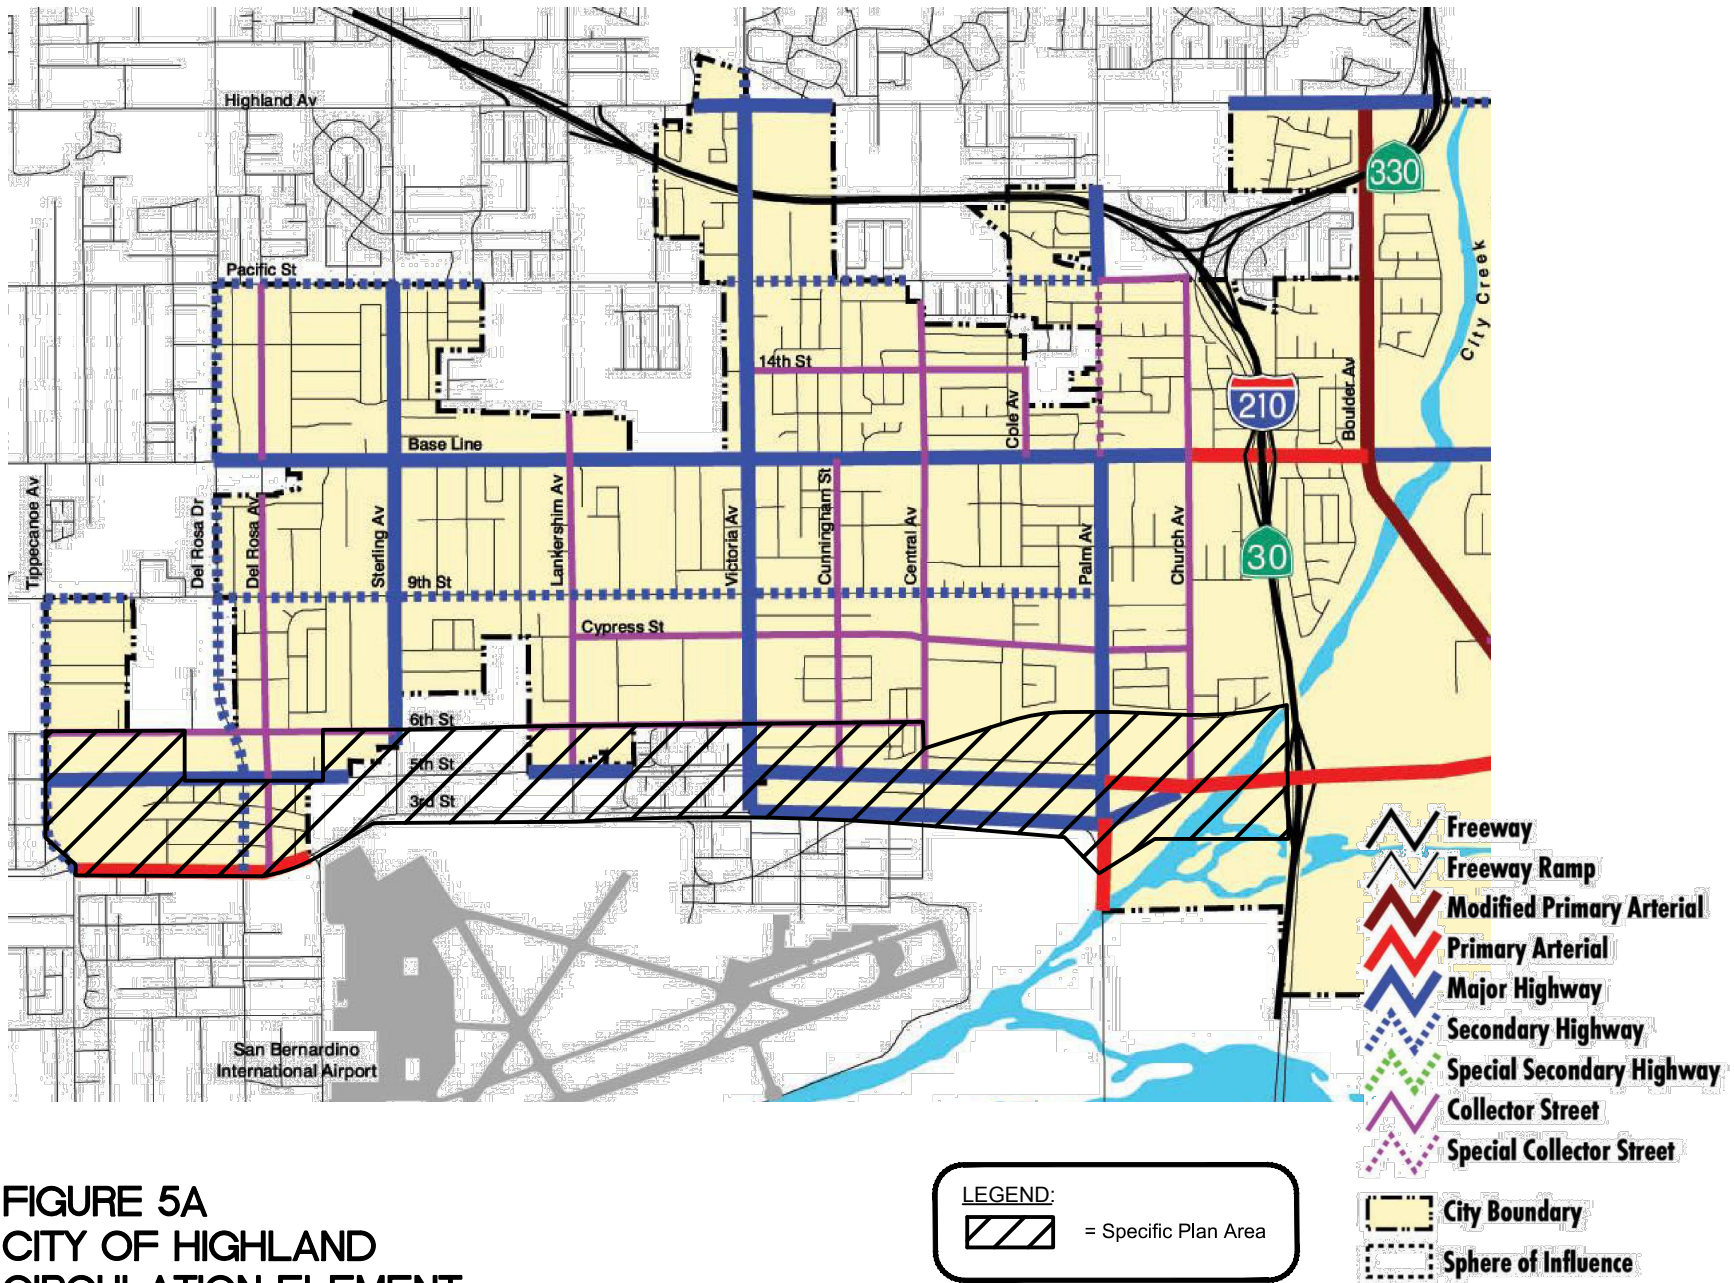 Highland Av
330
Pacific St
City Creek
14th St
210
Cole Av
Boulder Av
Base Line
Tippecanoe Av
Del Rosa Dr
Del Rosa Av
Sterling Av
Lankershim Av
Victoria Av
Cunningham St
Central Av
Palm Av
Church Av
30
9th St
Cypress St
6th St
5th St
3rd St
San Bernardino
International Airport
Freeway
Freeway Ramp
Modified Primary Arterial
Primary Arterial
Major Highway
Secondary Highway
Special Secondary Highway
Collector Street
Special Collector Street
City Boundary
Sphere of Influence
LEGEND:
= Specific Plan Area
FIGURE 5A
CITY OF HIGHLAND
CIRCULATION ELEMENT